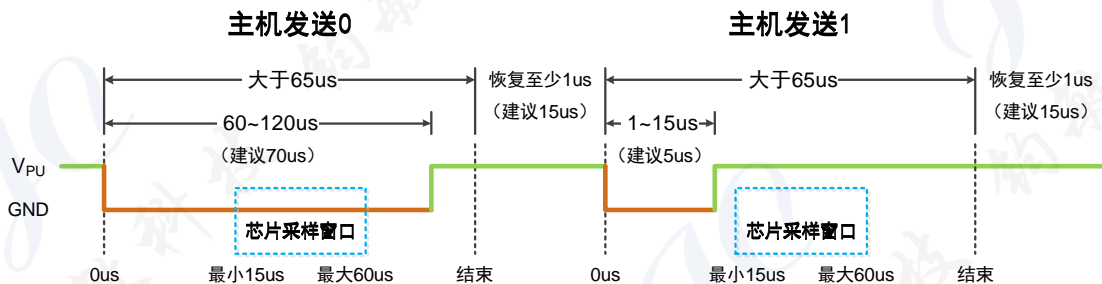 主机发送0
主机发送1
大于65us
恢复至少1us
（建议15us）
大于65us
恢复至少1us
（建议15us）
60~120us
（建议70us）
1~15us
（建议5us）
VPU
GND
芯片采样窗口
芯片采样窗口
0us
最小15us
最大60us
结束
0us
最小15us
最大60us
结束